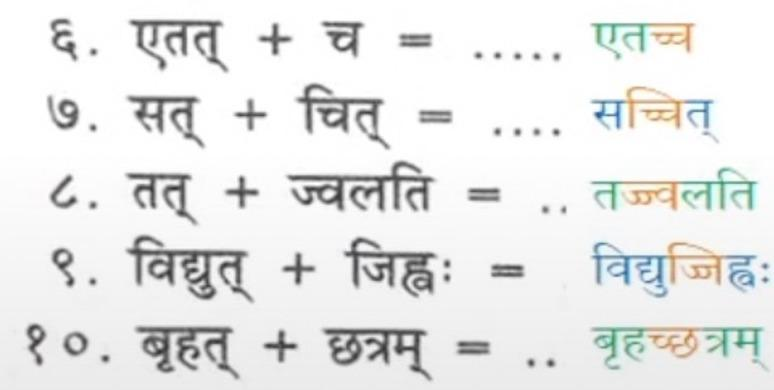 ६. एतत् + च = ..... एतच्च
७. सत् + चित् = .... सच्चित्
८. तत् + ज्वलति = .. तज्ज्वलति
९. विद्युत् + जिह्वः = विद्युज्जिह्वः
१०. बृहत् + छत्रम् = .. बृहच्छत्रम्